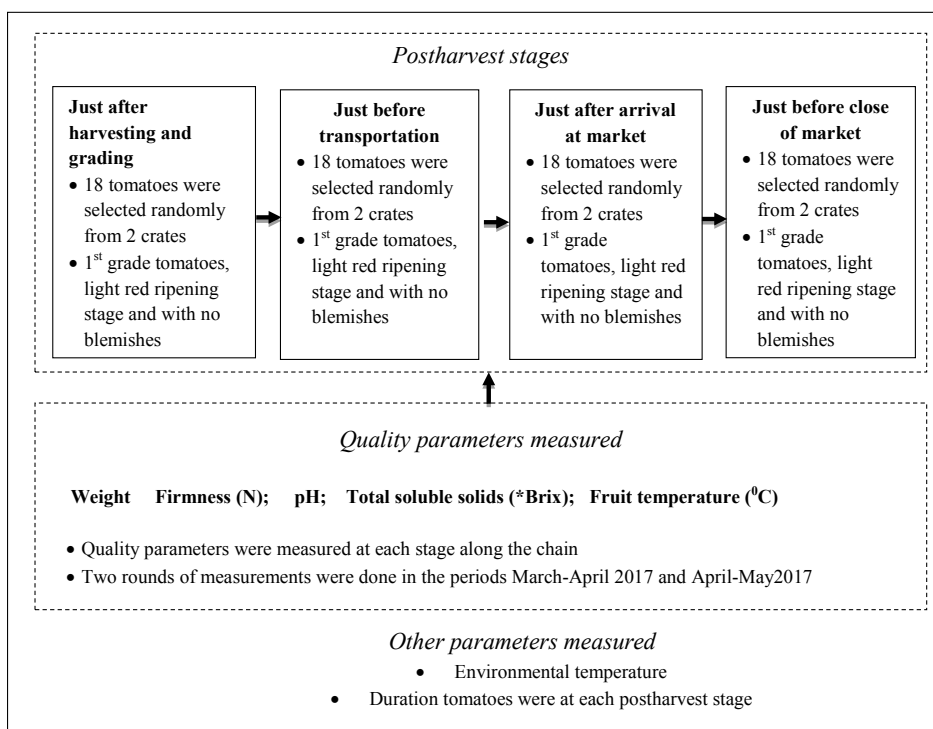 Postharvest stages
Just after
harvesting and
grading
• 18 tomatoes were
selected randomly
from 2 crates
• 1st grade tomatoes,
light red ripening
stage and with no
blemishes
Just before
transportation
• 18 tomatoes were
selected randomly
from 2 crates
• 1st grade tomatoes,
light red ripening
stage and with no
blemishes
Just after arrival
at market
• 18 tomatoes were
selected randomly
from 2 crates
• 1st grade
tomatoes, light red
ripening stage and
with no blemishes
Just before close
of market
• 18 tomatoes were
selected randomly
from 2 crates
• 1st grade
tomatoes, light
red ripening stage
and with no
blemishes
Quality parameters measured
Weight Firmness (N); pH; Total soluble solids (*Brix); Fruit temperature (⁰C)
• Quality parameters were measured at each stage along the chain
• Two rounds of measurements were done in the periods March-April 2017 and April-May2017
Other parameters measured
• Environmental temperature
• Duration tomatoes were at each postharvest stage